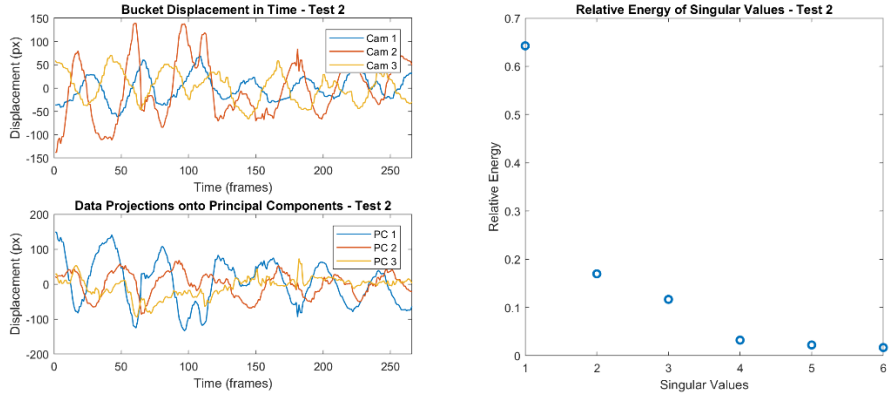 Bucket Displacement in Time - Test 2
150
100
50
0
-50
-100
-150
Displacement (px)
Cam 1
Cam 2
Cam 3
0 50 100 150 200 250
Time (frames)
Data Projections onto Principal Components - Test 2
200
100
0
-100
-200
Displacement (px)
PC 1
PC 2
PC 3
0 50 100 150 200 250
Time (frames)
Relative Energy of Singular Values - Test 2
0.7
0.6
0.5
0.4
0.3
0.2
0.1
0
Relative Energy
1 2 3 4 5 6
Singular Values